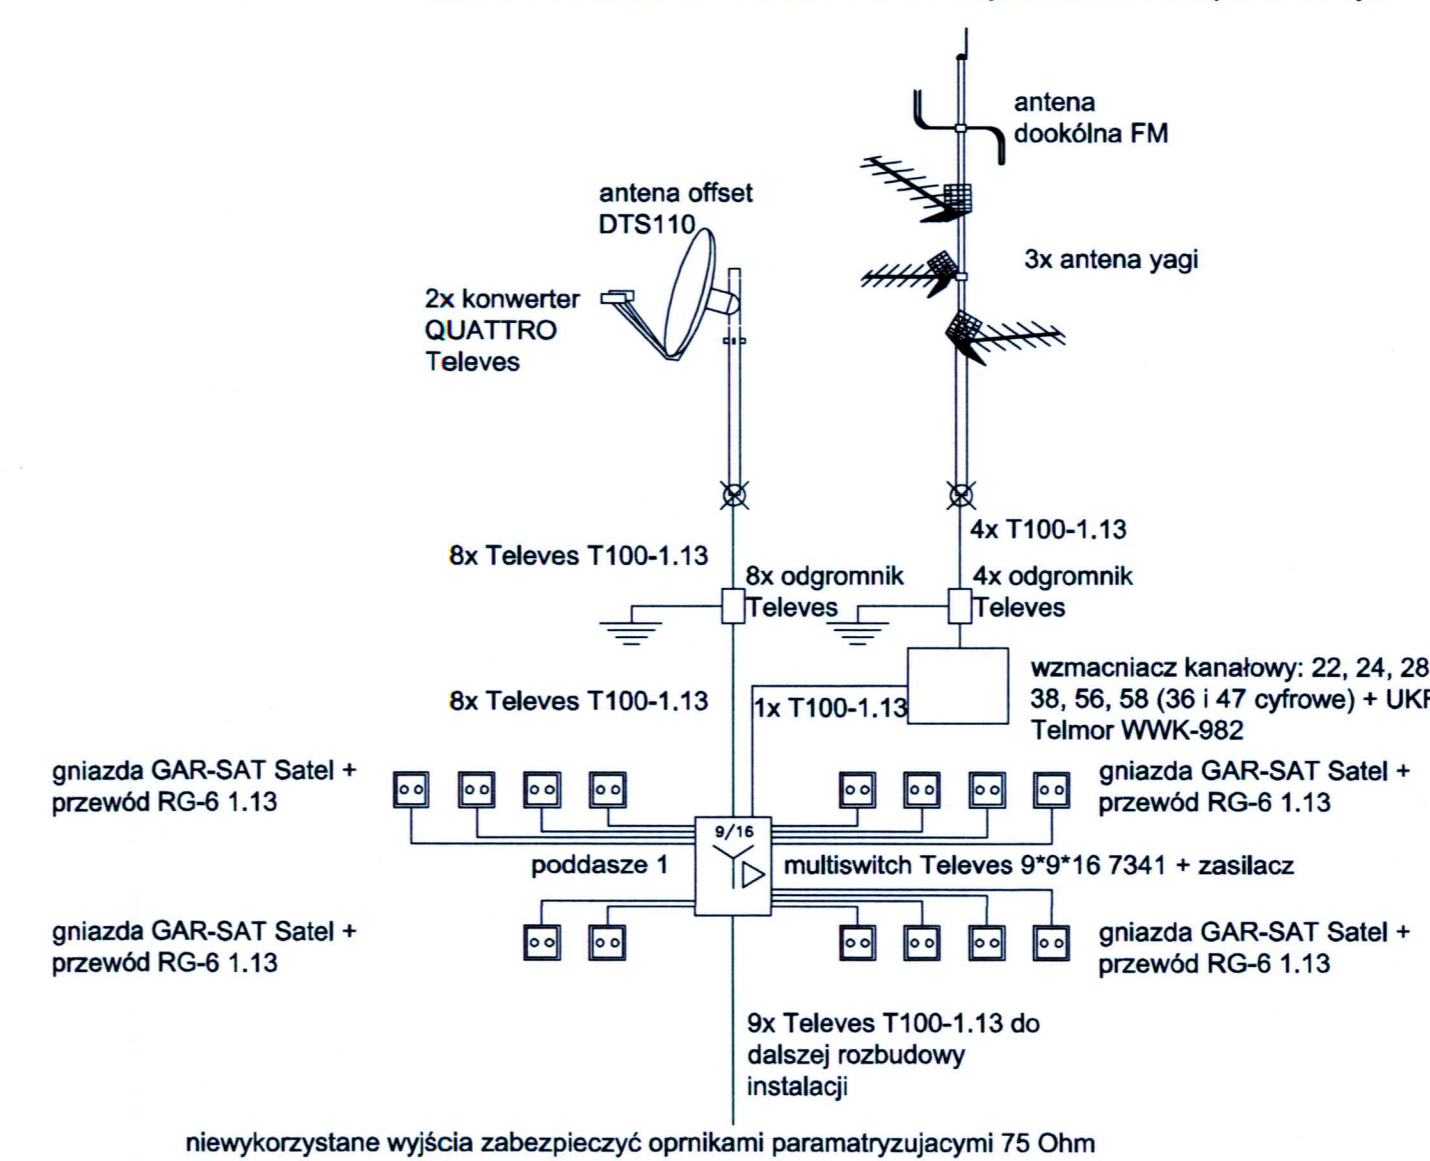 antena
dookólna FM
antena offset
DTS110
3x antena yagi
2x konwerter
QUATTRO
Televes
4x T100-1.13
8x Televes T100-1.13
8x odgromnik
Televes
4x odgromnik
Televes
wzmacniacz kanałowy: 22, 24, 28
38, 56, 58 (36 i 47 cyfrowe) + UKF
Telmor WWK-982
8x Televes T100-1.13
1x T100-1.13
gniazda GAR-SAT Satel +
przewód RG-6 1.13
gniazda GAR-SAT Satel +
przewód RG-6 1.13
9/16
poddasze 1
multiswitch Televes 9*9*16 7341 + zasilacz
gniazda GAR-SAT Satel +
przewód RG-6 1.13
gniazda GAR-SAT Satel +
przewód RG-6 1.13
9x Televes T100-1.13 do
dalszej rozbudowy
instalacji
niewykorzystane wyjścia zabezpieczyć oprnikami paramatryzujacymi 75 Ohm